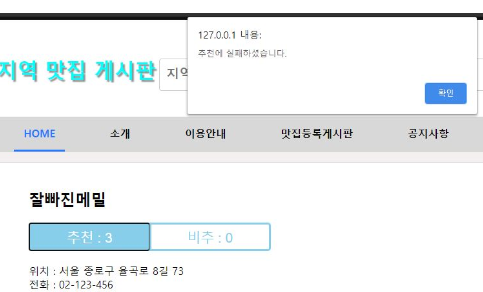 127.0.0.1 내용:
추천에 실패하셨습니다.
확인
지역 맛집 게시판
지역
HOME 소개 이용안내 맛집등록게시판 공지사항
잘빠진메밀
추천 : 3 비추 : 0
위치 : 서울 종로구 율곡로 8길 73
전화 : 02-123-456